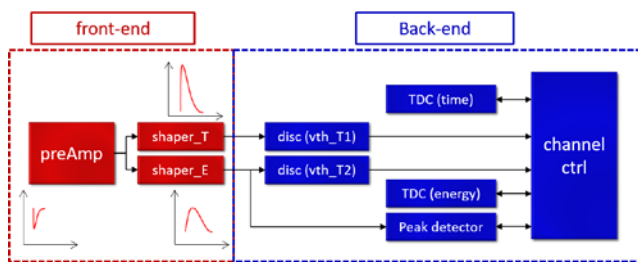 front-end
Back-end
TDC (time)
preAmp
shaper_T
disc (vth_T1)
channel
ctrl
shaper_E
disc (vth_T2)
TDC (energy)
Peak detector